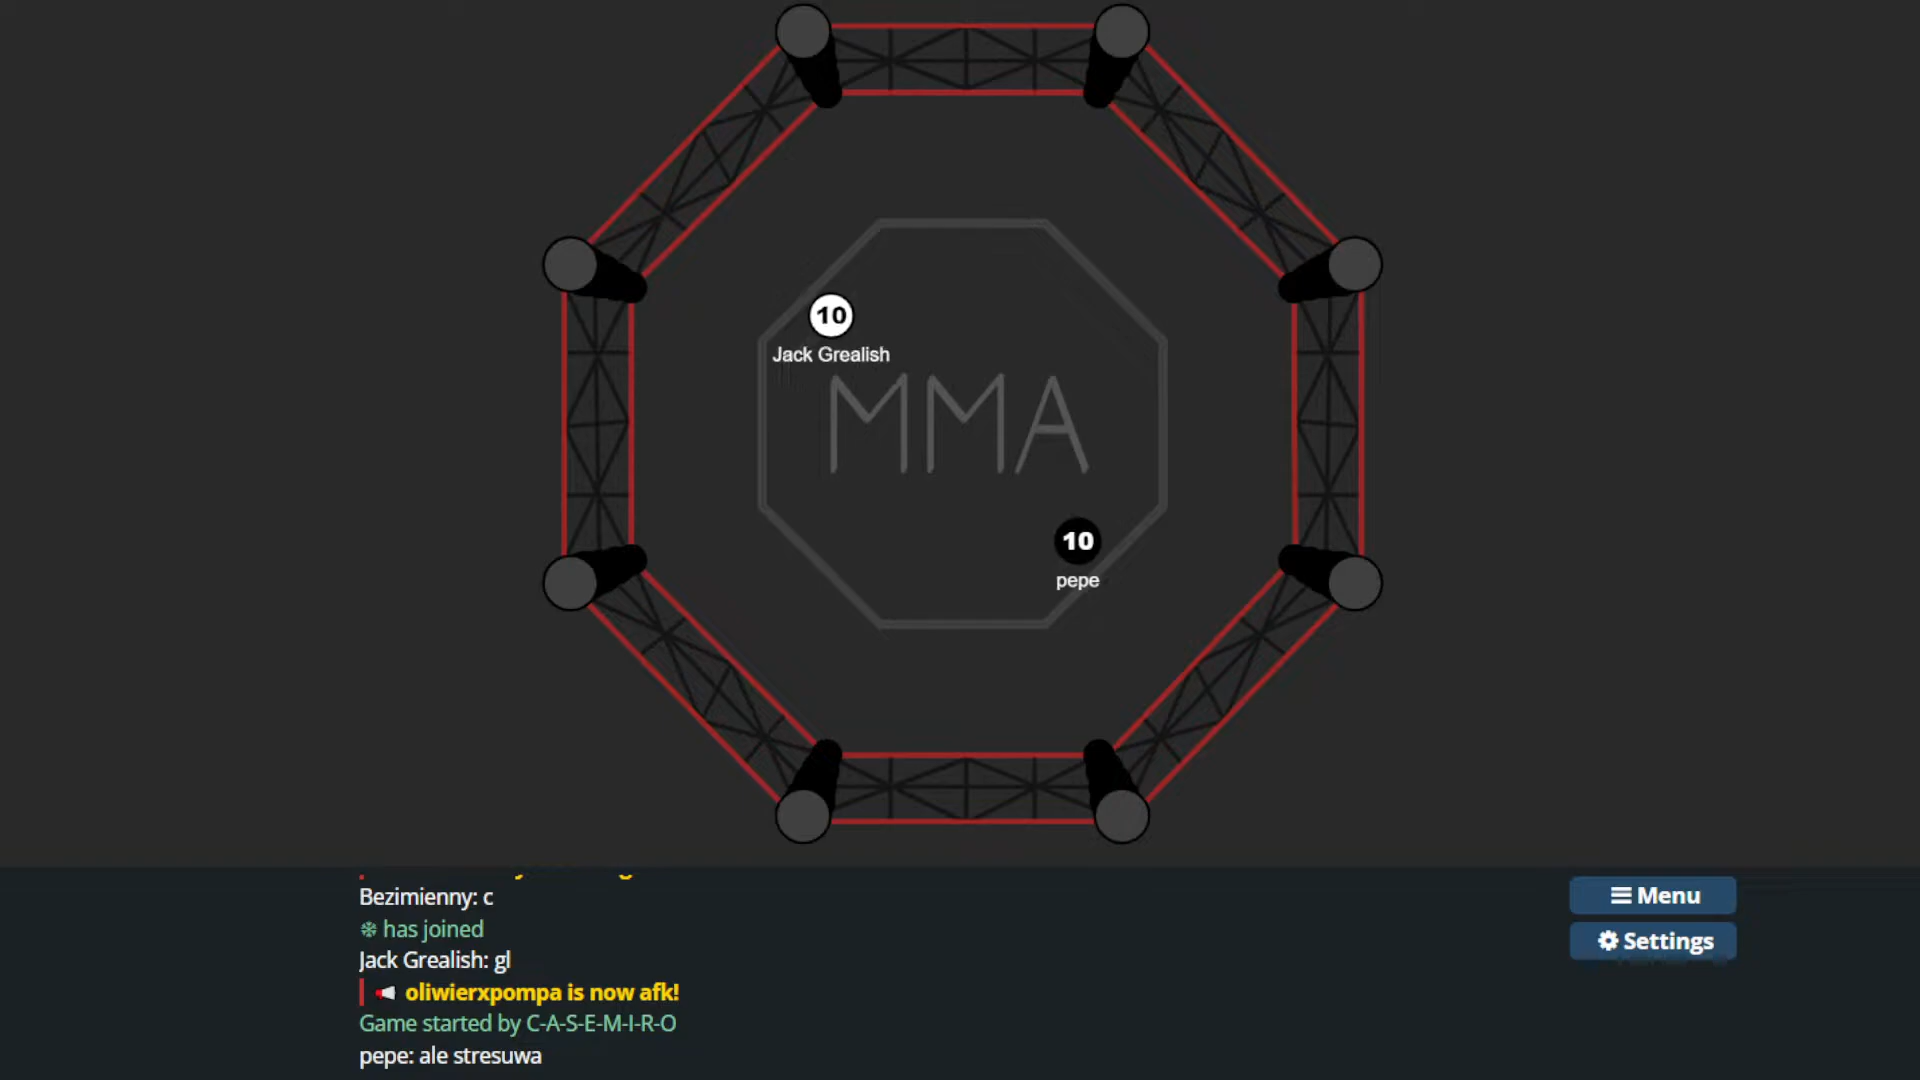 10
Jack Grealish
MMA
10
pepe
Bezimienny: c
❄ has joined
Jack Grealish: gl
oliwierxpompa is now afk!
Game started by C-A-S-E-M-I-R-O
pepe: ale stresuwa
Menu
Settings